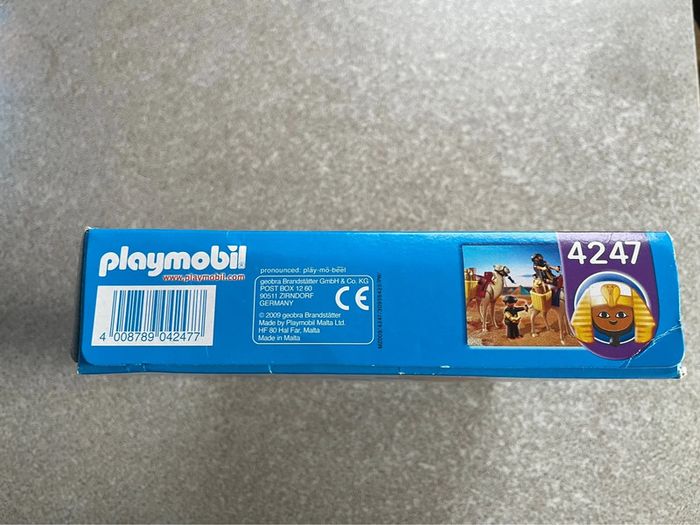 playmobil
www.playmobil.com
4 008789 042477
pronounced: plāy-mō-bēēl
geobra Brandstätter GmbH & Co. KG
POST BOX 12 60
90511 ZIRNDORF
GERMANY
CE
© 2009 geobra Brandstätter
Made by Playmobil Malta Ltd.
HF 80 Hal Far, Malta
Made in Malta
4247